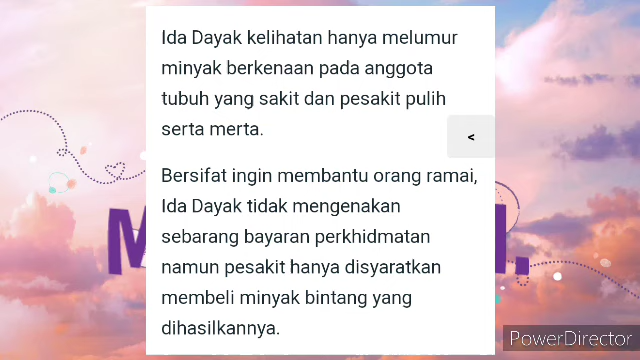 Ida Dayak kelihatan hanya melumur
minyak berkenaan pada anggota
tubuh yang sakit dan pesakit pulih
serta merta.
<
Bersifat ingin membantu orang ramai,
Ida Dayak tidak mengenakan
sebarang bayaran perkhidmatan
namun pesakit hanya disyaratkan
membeli minyak bintang yang
dihasilkannya.
PowerDirector